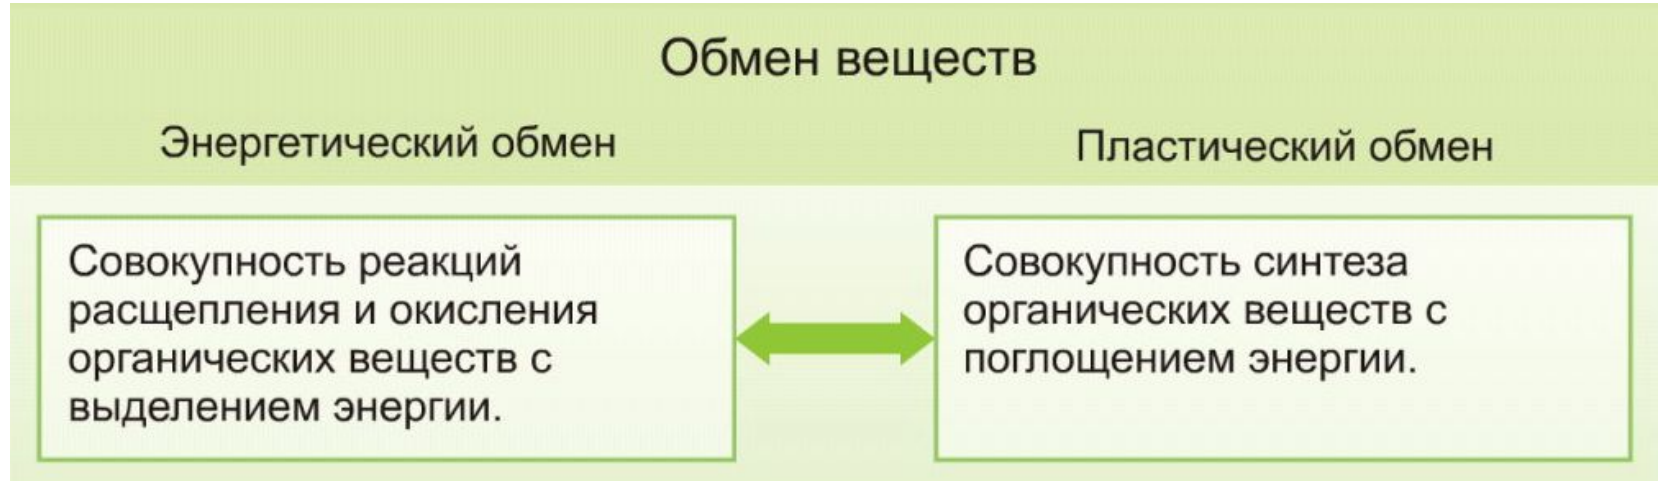 Обмен веществ
Энергетический обмен
Пластический обмен
Совокупность реакций
расщепления и окисления
органических веществ с
выделением энергии.
Совокупность синтеза
органических веществ с
поглощением энергии.